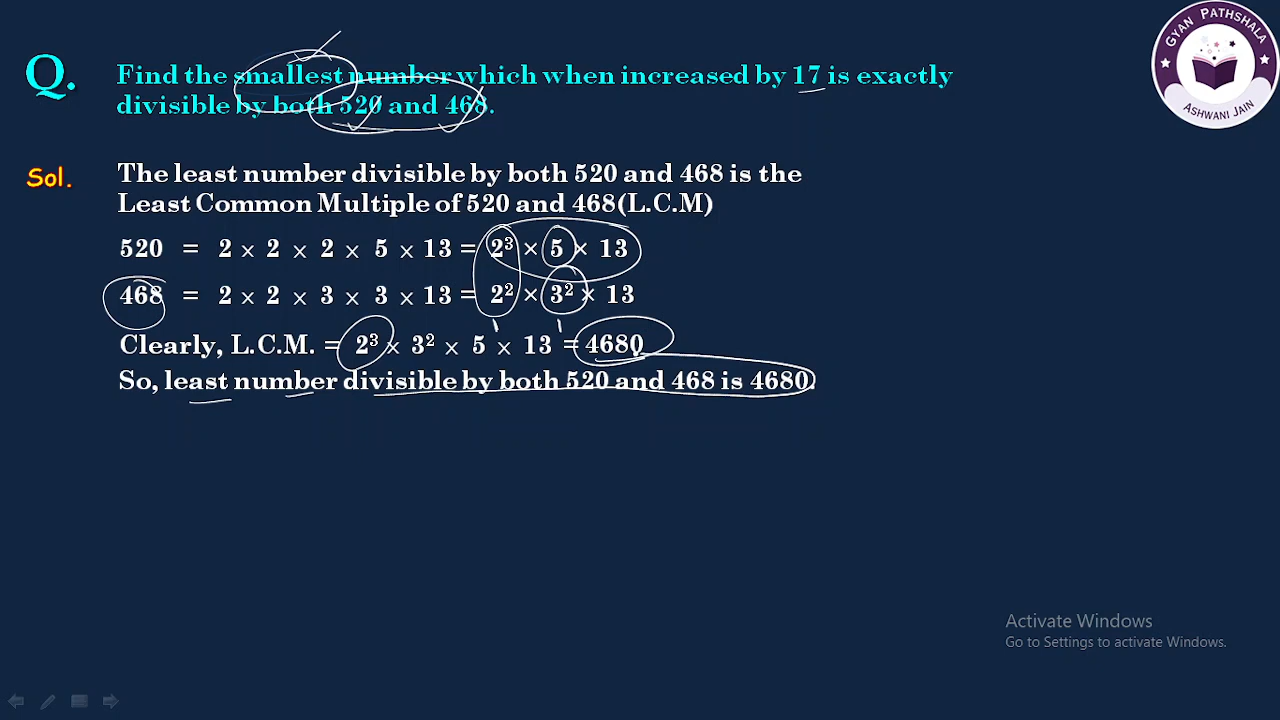 GYAN PATHSHALA
ASHWANI JAIN
Q. Find the smallest number which when increased by 17 is exactly
divisible by both 520 and 468.
Sol. The least number divisible by both 520 and 468 is the
Least Common Multiple of 520 and 468(L.C.M)
520 = 2 × 2 × 2 × 5 × 13 = 2³ × 5 × 13
468 = 2 × 2 × 3 × 3 × 13 = 2² × 3² × 13
Clearly, L.C.M. = 2³ × 3² × 5 × 13 = 4680
So, least number divisible by both 520 and 468 is 4680.
Activate Windows
Go to Settings to activate Windows.